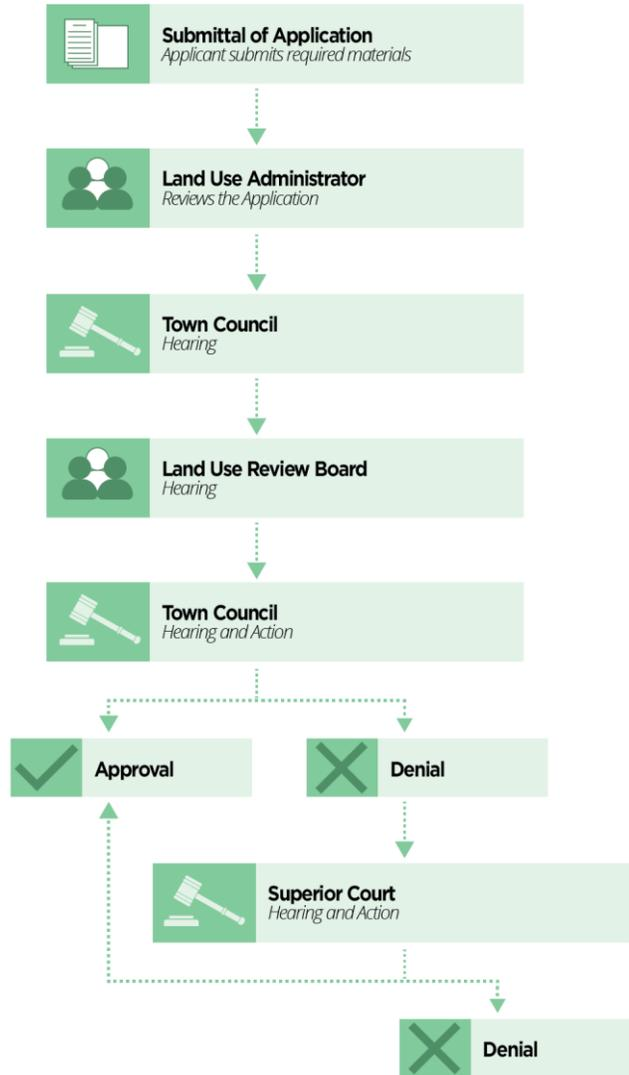 Submittal of Application
Applicant submits required materials
Land Use Administrator
Reviews the Application
Town Council
Hearing
Land Use Review Board
Hearing
Town Council
Hearing and Action
Approval
Denial
Superior Court
Hearing and Action
Denial